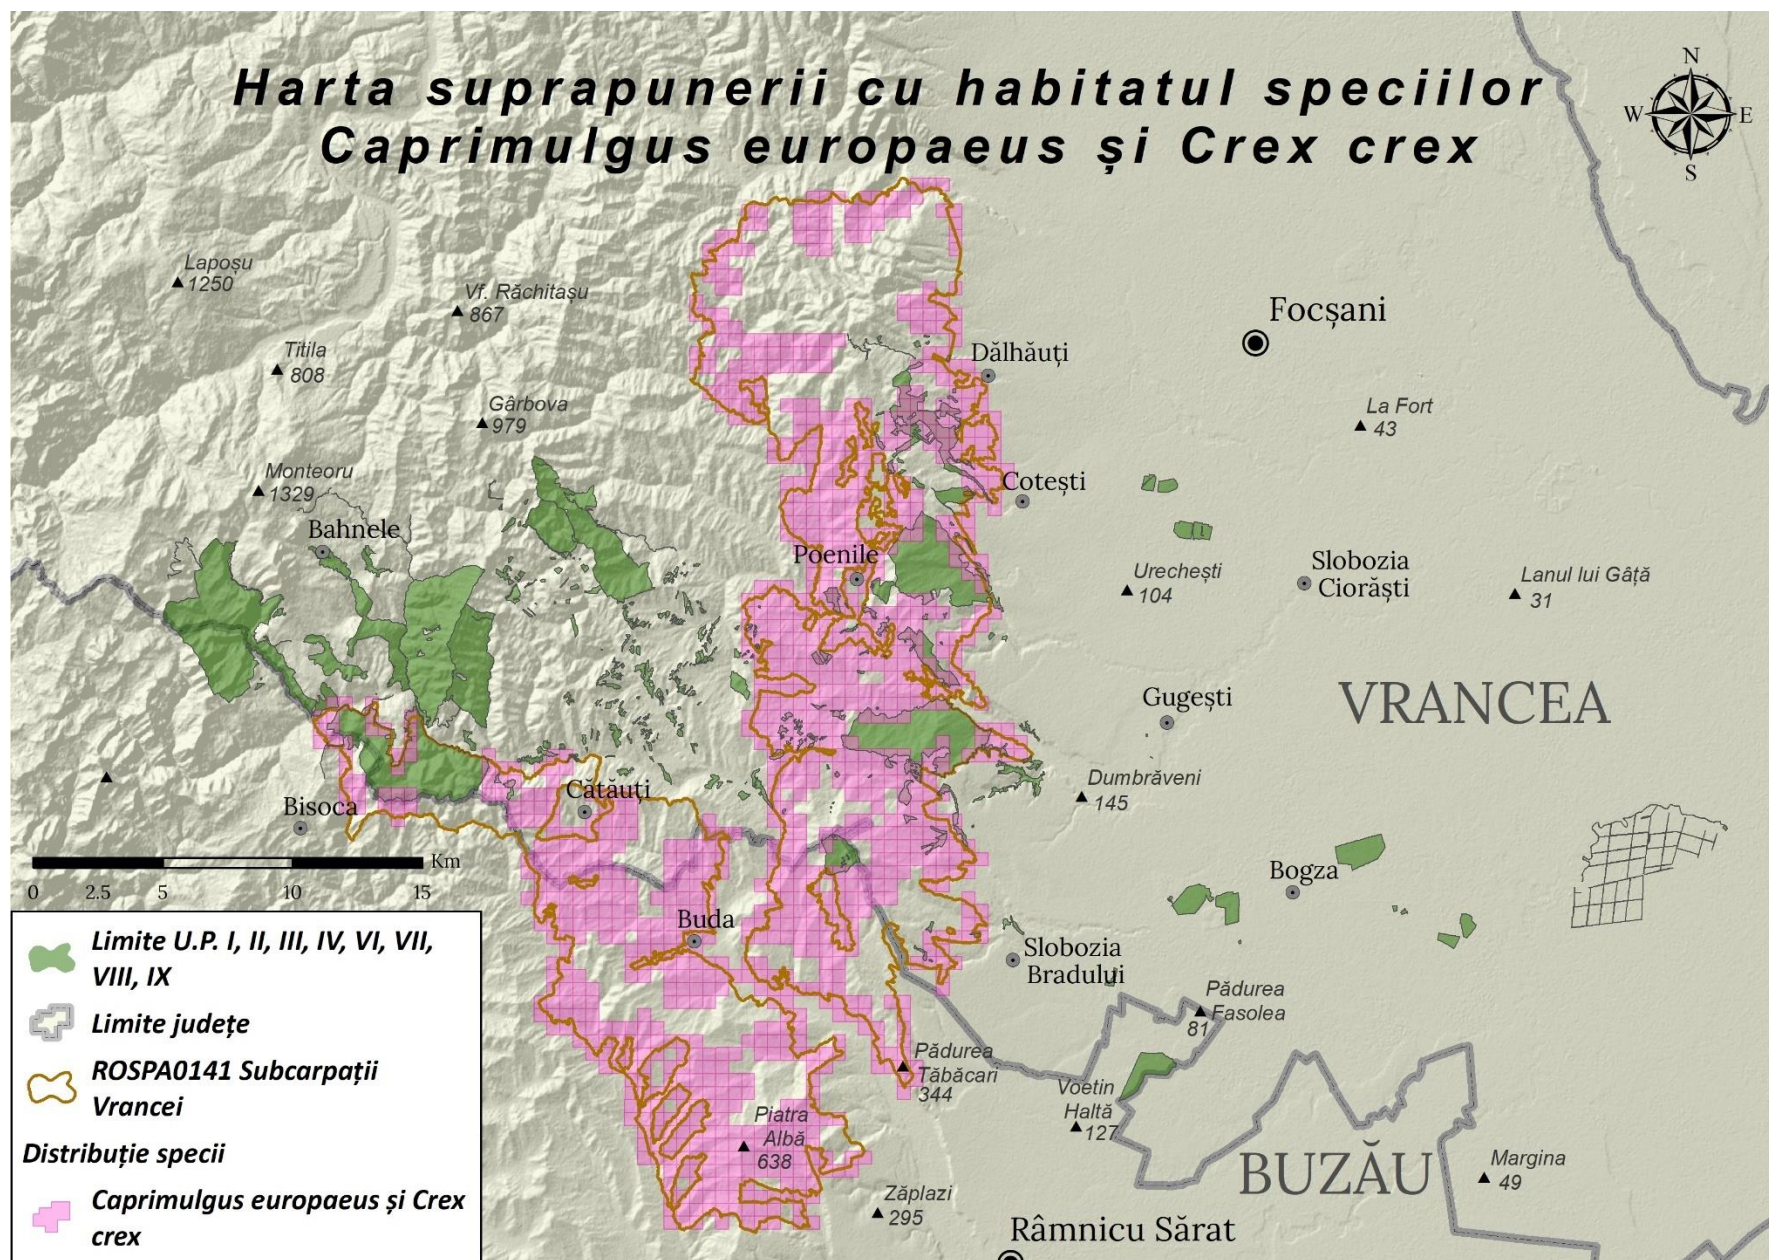 Harta suprapunerii cu habitatul speciilor
Caprimulgus europaeus și Crex crex
N
W
E
S
Lapoșu
1250
Vf. Răchitașu
867
Focșani
Titila
808
Dălhăuți
Gârbova
979
La Fort
43
Monteoru
1329
Cotești
Bahnele
Poenile
Urechești
104
Slobozia
Ciorăști
Lanul lui Gâță
31
Gugești
VRANCEA
Dumbrăveni
145
Bisoca
Cătăuți
Km
0
2.5
5
10
15
Bogza
Buda
Slobozia
Bradului
Pădurea
Fasolea
81
Pădurea
Tăbăcari
344
Voetin
Haltă
127
Piatra
Albă
638
BUZĂU
Margina
49
Zăplazi
295
Râmnicu Sărat
Limite U.P. I, II, III, IV, VI, VII,
VIII, IX
Limite județe
ROSPA0141 Subcarpații
Vrancei
Distribuție specii
Caprimulgus europaeus și Crex
crex